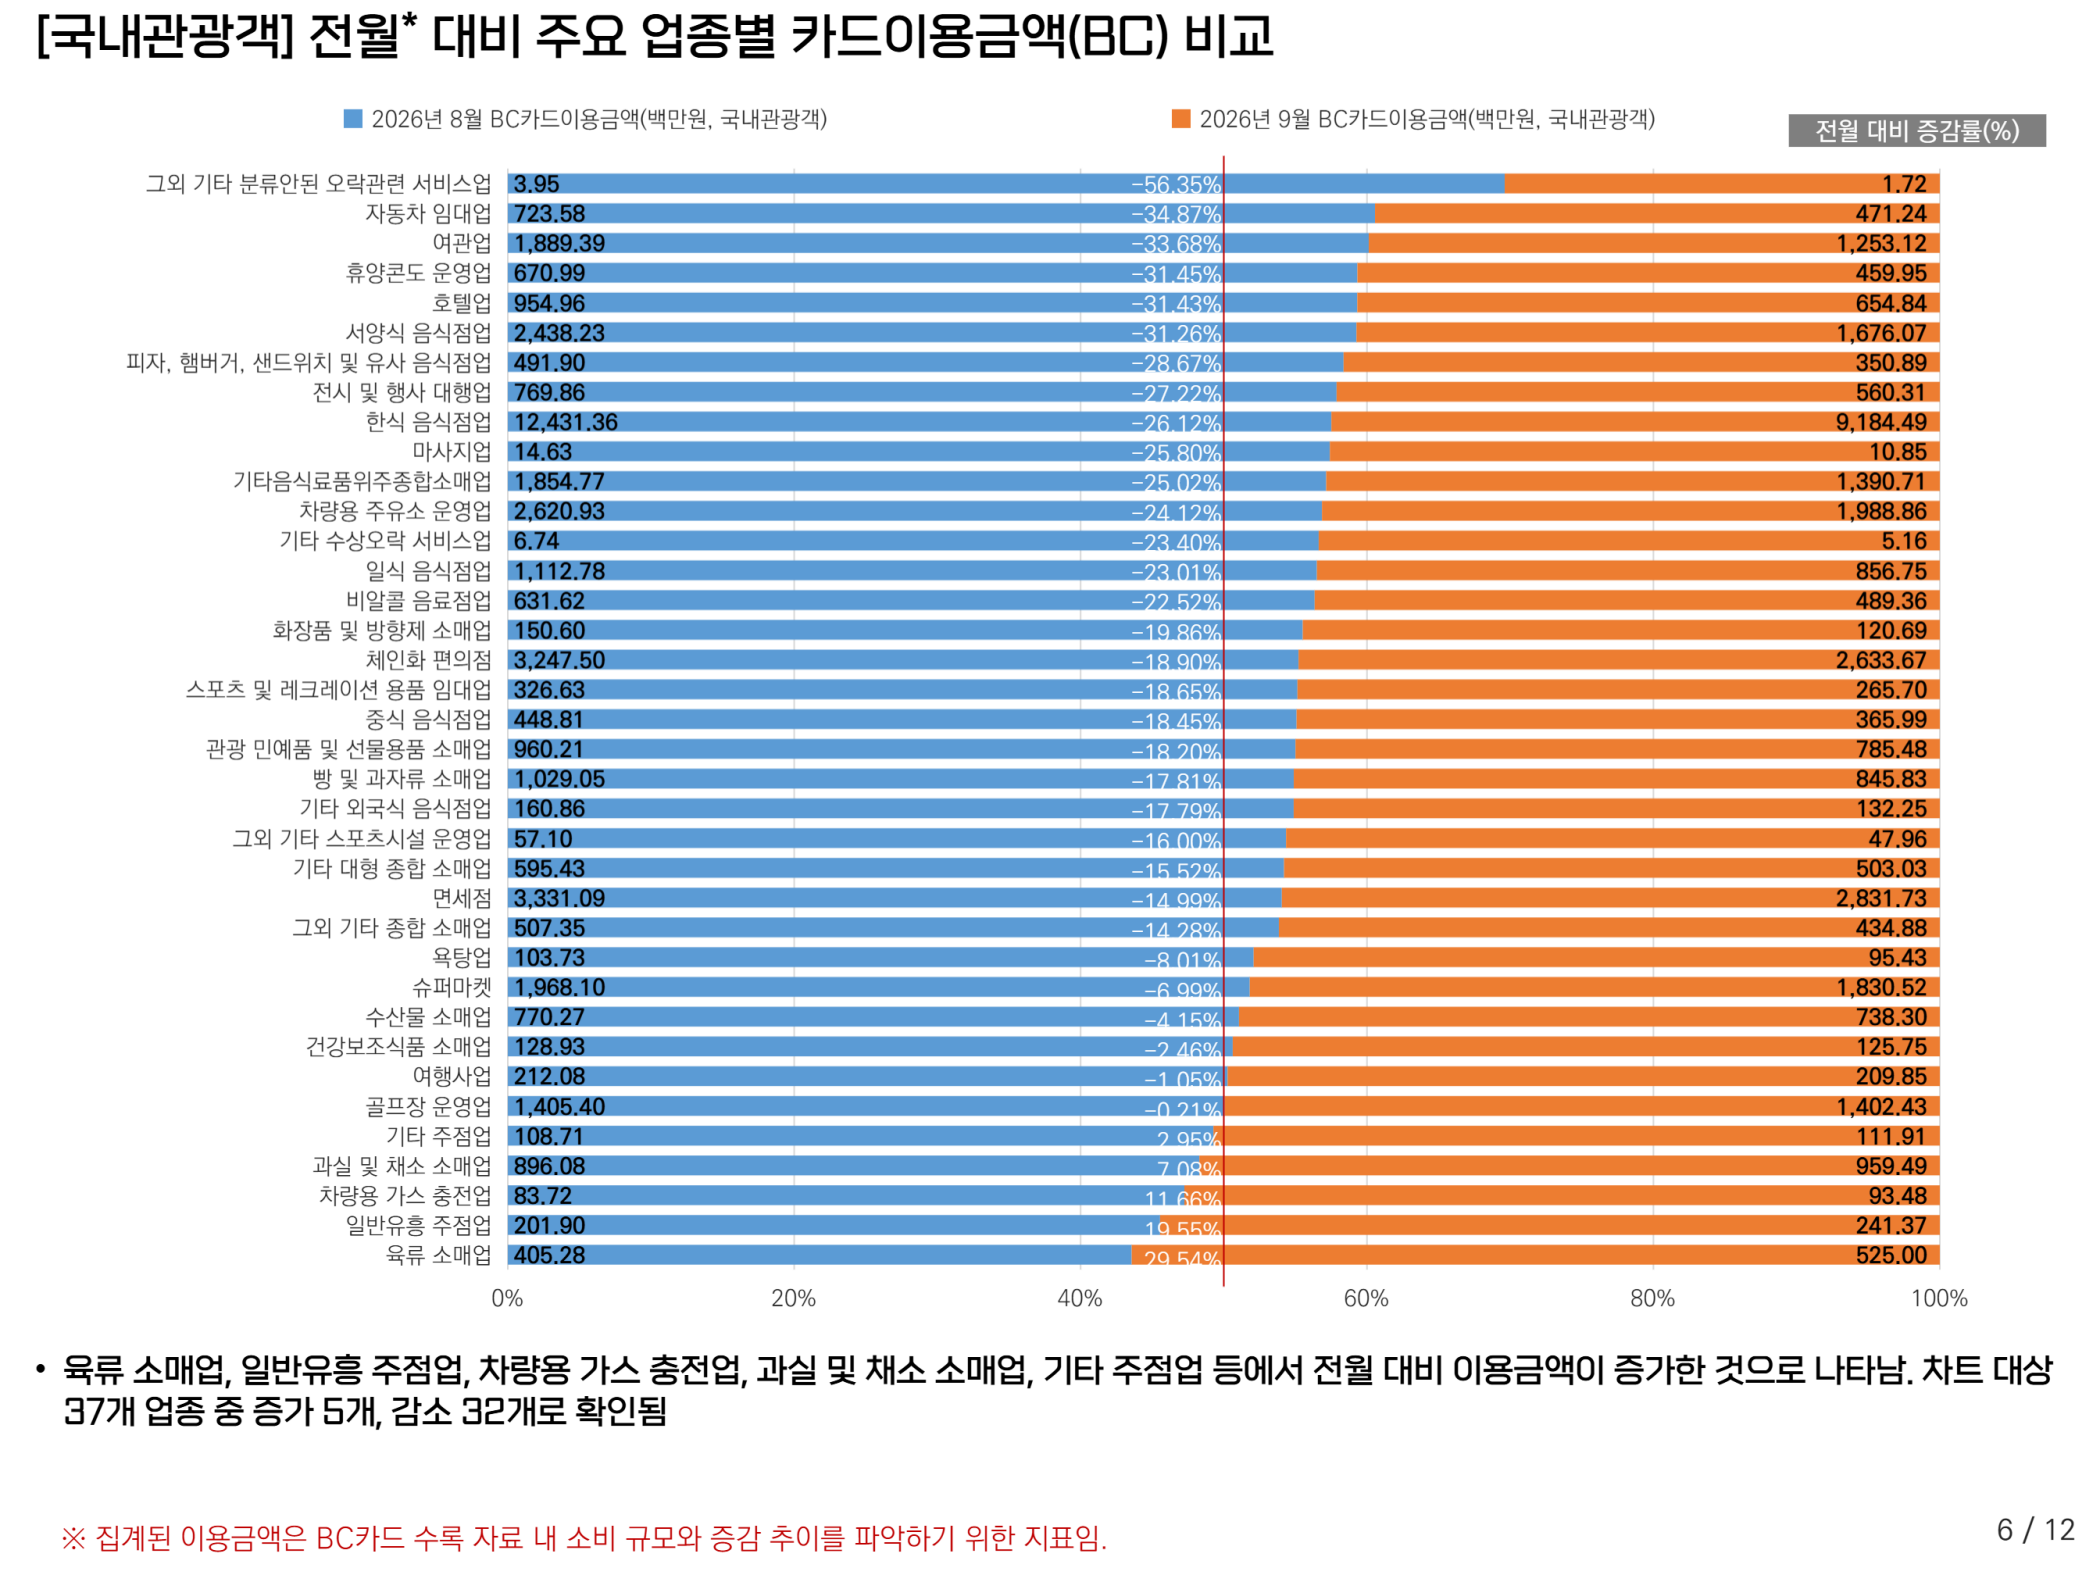 [국내관광객] 전월* 대비 주요 업종별 카드이용금액(BC) 비교
2026년 8월 BC카드이용금액(백만원, 국내관광객) 2026년 9월 BC카드이용금액(백만원, 국내관광객)
전월 대비 증감률(%)
그외 기타 분류안된 오락관련 서비스업 3.95 -56.35% 1.72
자동차 임대업 723.58 -34.87% 471.24
여관업 1,889.39 -33.68% 1,253.12
휴양콘도 운영업 670.99 -31.45% 459.95
호텔업 954.96 -31.43% 654.84
서양식 음식점업 2,438.23 -31.26% 1,676.07
피자, 햄버거, 샌드위치 및 유사 음식점업 491.90 -28.67% 350.89
전시 및 행사 대행업 769.86 -27.22% 560.31
한식 음식점업 12,431.36 -26.12% 9,184.49
마사지업 14.63 -25.80% 10.85
기타음식료품위주종합소매업 1,854.77 -25.02% 1,390.71
차량용 주유소 운영업 2,620.93 -24.12% 1,988.86
기타 수상오락 서비스업 6.74 -23.40% 5.16
일식 음식점업 1,112.78 -23.01% 856.75
비알콜 음료점업 631.62 -22.52% 489.36
화장품 및 방향제 소매업 150.60 -19.86% 120.69
체인화 편의점 3,247.50 -18.90% 2,633.67
스포츠 및 레크레이션 용품 임대업 326.63 -18.65% 265.70
중식 음식점업 448.81 -18.45% 365.99
관광 민예품 및 선물용품 소매업 960.21 -18.20% 785.48
빵 및 과자류 소매업 1,029.05 -17.81% 845.83
기타 외국식 음식점업 160.86 -17.79% 132.25
그외 기타 스포츠시설 운영업 57.10 -16.00% 47.96
기타 대형 종합 소매업 595.43 -15.52% 503.03
면세점 3,331.09 -14.99% 2,831.73
그외 기타 종합 소매업 507.35 -14.28% 434.88
욕탕업 103.73 -8.01% 95.43
슈퍼마켓 1,968.10 -6.99% 1,830.52
수산물 소매업 770.27 -4.15% 738.30
건강보조식품 소매업 128.93 -2.46% 125.75
여행사업 212.08 -1.05% 209.85
골프장 운영업 1,405.40 -0.21% 1,402.43
기타 주점업 108.71 2.95% 111.91
과실 및 채소 소매업 896.08 7.08% 959.49
차량용 가스 충전업 83.72 11.66% 93.48
일반유흥 주점업 201.90 19.55% 241.37
육류 소매업 405.28 29.54% 525.00
0% 20% 40% 60% 80% 100%
• 육류 소매업, 일반유흥 주점업, 차량용 가스 충전업, 과실 및 채소 소매업, 기타 주점업 등에서 전월 대비 이용금액이 증가한 것으로 나타남. 차트 대상
37개 업종 중 증가 5개, 감소 32개로 확인됨
※ 집계된 이용금액은 BC카드 수록 자료 내 소비 규모와 증감 추이를 파악하기 위한 지표임.
6 / 12